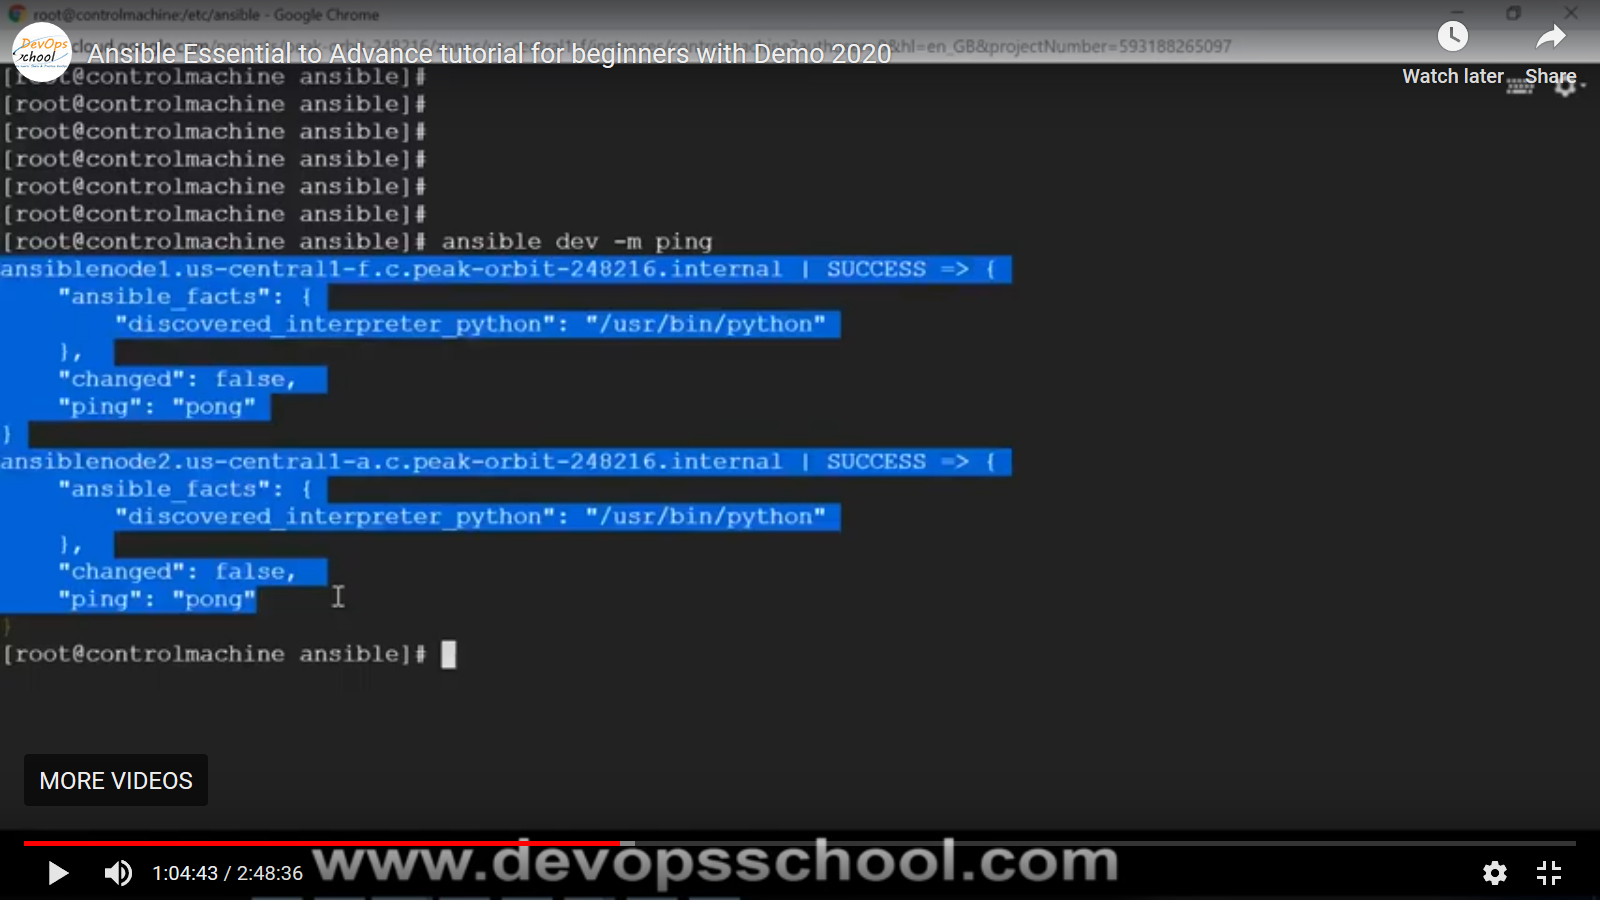 root@controlmachine:/etc/ansible - Google Chrome
DevOps
School
Ansible Essential to Advance tutorial for beginners with Demo 2020
&hl=en_GB&projectNumber=593188265097
Watch later
Share
[root@controlmachine ansible]#
[root@controlmachine ansible]#
[root@controlmachine ansible]#
[root@controlmachine ansible]#
[root@controlmachine ansible]#
[root@controlmachine ansible]#
[root@controlmachine ansible]# ansible dev -m ping
ansiblenode1.us-central1-f.c.peak-orbit-248216.internal | SUCCESS => {
"ansible_facts": {
"discovered_interpreter_python": "/usr/bin/python"
},
"changed": false,
"ping": "pong"
}
ansiblenode2.us-central1-a.c.peak-orbit-248216.internal | SUCCESS => {
"ansible_facts": {
"discovered_interpreter_python": "/usr/bin/python"
},
"changed": false,
"ping": "pong"
}
[root@controlmachine ansible]#
MORE VIDEOS
1:04:43 / 2:48:36
www.devopsschool.com